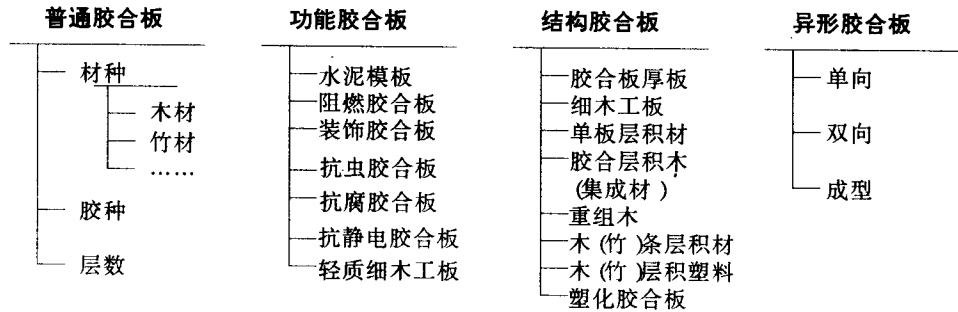 普通胶合板
材种
木材
竹材
……
胶种
层数
功能胶合板
水泥模板
阻燃胶合板
装饰胶合板
抗虫胶合板
抗腐胶合板
抗静电胶合板
轻质细木工板
结构胶合板
胶合板厚板
细木工板
单板层积材
胶合层积木
(集成材)
重组木
木(竹)条层积材
木(竹)层积塑料
塑化胶合板
异形胶合板
单向
双向
成型